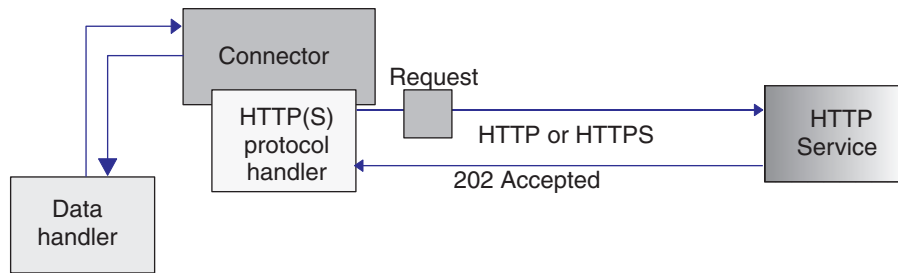 Connector
Request
HTTP(S)
protocol
handler
HTTP or HTTPS
HTTP
Service
202 Accepted
Data
handler